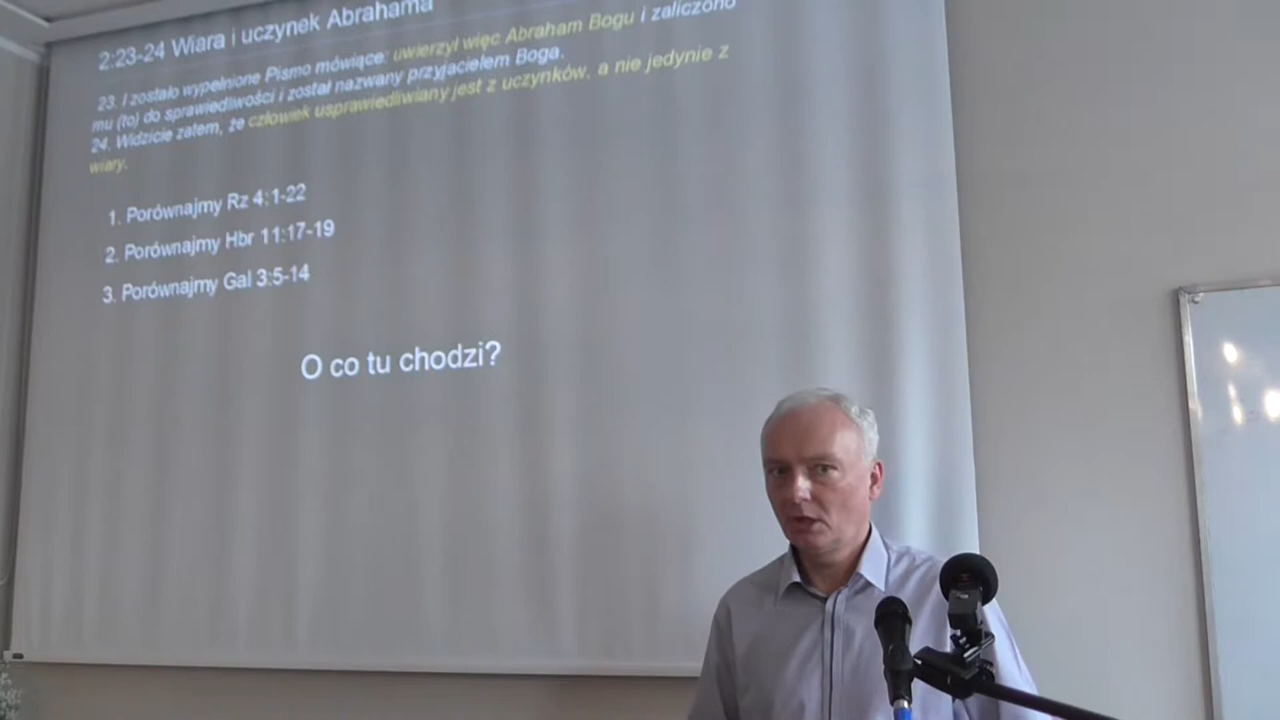 2:23-24 Wiara i uczynek Abrahama
23. I zostało wypełnione Pismo mówiące: uwierzył więc Abraham Bogu i zaliczono
mu (to) do sprawiedliwości i został nazwany przyjacielem Boga.
24. Widzicie zatem, że człowiek usprawiedliwiany jest z uczynków, a nie jedynie z
wiary.
1. Porównajmy Rz 4:1-22
2. Porównajmy Hbr 11:17-19
3. Porównajmy Gal 3:5-14
O co tu chodzi?